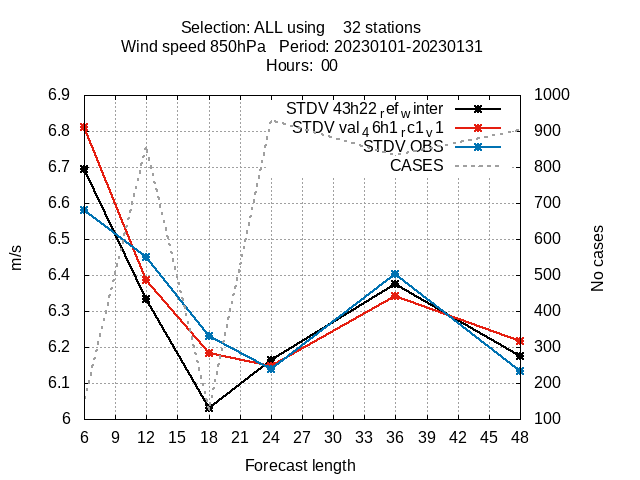 Selection: ALL using    32 stations
Wind speed 850hPa   Period: 20230101-20230131
Hours:  00
6.9
6.8
6.7
6.6
6.5
6.4
6.3
6.2
6.1
6
m/s
STDV 43h22ᵣefwinter
STDV val₄6h1ᵣc1ᵥ1
STDV OBS
CASES
1000
900
800
700
600
500
400
300
200
100
No cases
6 9 12 15 18 21 24 27 30 33 36 39 42 45 48
Forecast length